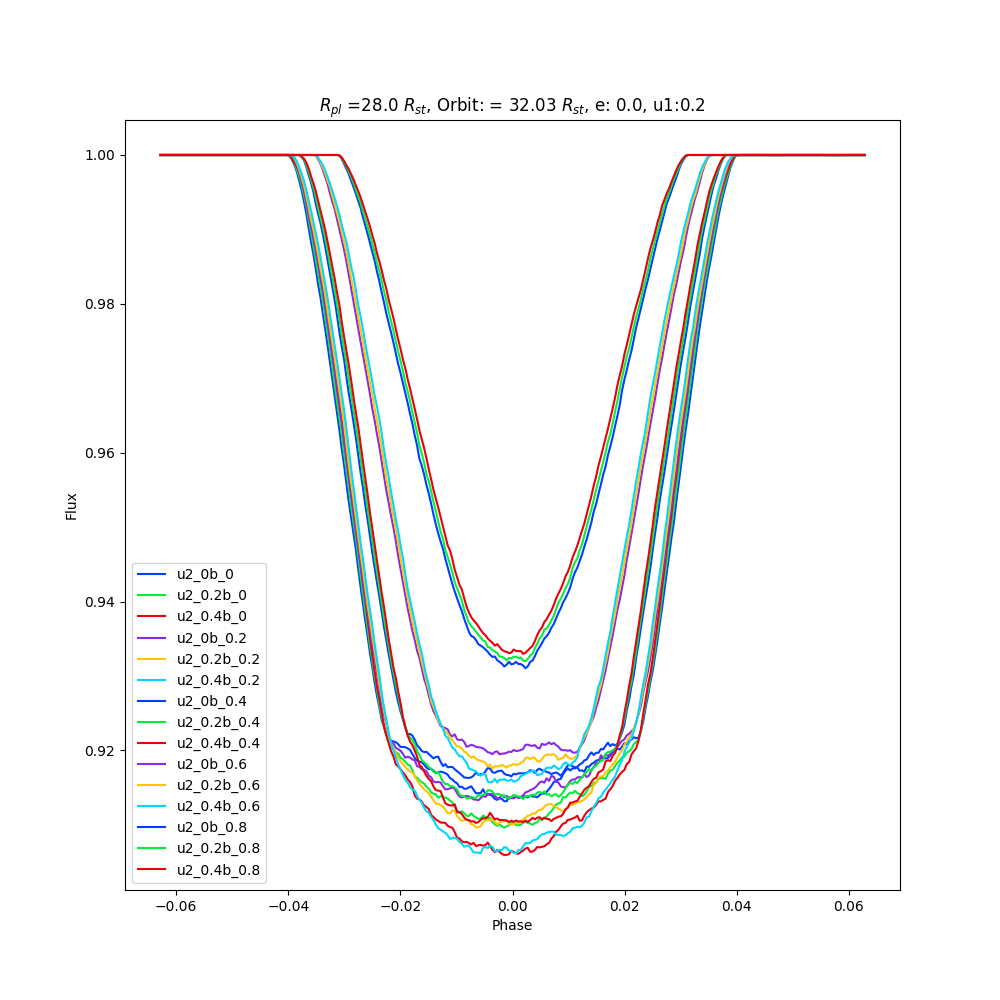 R_pl =28.0 R_st, Orbit: = 32.03 R_st, e: 0.0, u1:0.2
1.00
0.98
0.96
0.94
0.92
Flux
u2_0b_0
u2_0.2b_0
u2_0.4b_0
u2_0b_0.2
u2_0.2b_0.2
u2_0.4b_0.2
u2_0b_0.4
u2_0.2b_0.4
u2_0.4b_0.4
u2_0b_0.6
u2_0.2b_0.6
u2_0.4b_0.6
u2_0b_0.8
u2_0.2b_0.8
u2_0.4b_0.8
−0.06 −0.04 −0.02 0.00 0.02 0.04 0.06
Phase